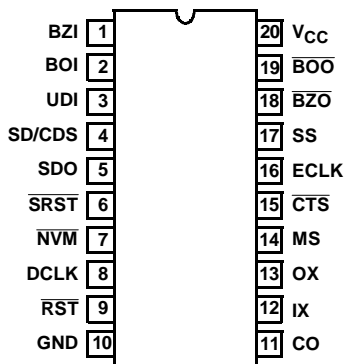 BZI 1 20 VCC
BOI 2 19 BOO
UDI 3 18 BZO
SD/CDS 4 17 SS
SDO 5 16 ECLK
SRST 6 15 CTS
NVM 7 14 MS
DCLK 8 13 OX
RST 9 12 IX
GND 10 11 CO